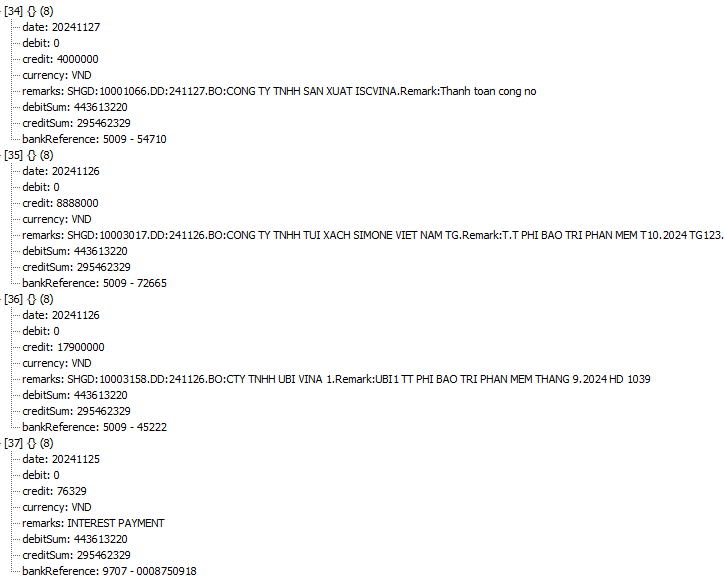 [34] {} (8)
date: 20241127
debit: 0
credit: 4000000
currency: VND
remarks: SHGD:10001066.DD:241127.BO:CONG TY TNHH SAN XUAT ISCVINA.Remark:Thanh toan cong no
debitSum: 443613220
creditSum: 295462329
bankReference: 5009 - 54710
[35] {} (8)
date: 20241126
debit: 0
credit: 8888000
currency: VND
remarks: SHGD:10003017.DD:241126.BO:CONG TY TNHH TUI XACH SIMONE VIET NAM TG.Remark:T.T PHI BAO TRI PHAN MEM T10.2024 TG123.
debitSum: 443613220
creditSum: 295462329
bankReference: 5009 - 72665
[36] {} (8)
date: 20241126
debit: 0
credit: 17900000
currency: VND
remarks: SHGD:10003158.DD:241126.BO:CTY TNHH UBI VINA 1.Remark:UBI1 TT PHI BAO TRI PHAN MEM THANG 9.2024 HD 1039
debitSum: 443613220
creditSum: 295462329
bankReference: 5009 - 45222
[37] {} (8)
date: 20241125
debit: 0
credit: 76329
currency: VND
remarks: INTEREST PAYMENT
debitSum: 443613220
creditSum: 295462329
bankReference: 9707 - 0008750918